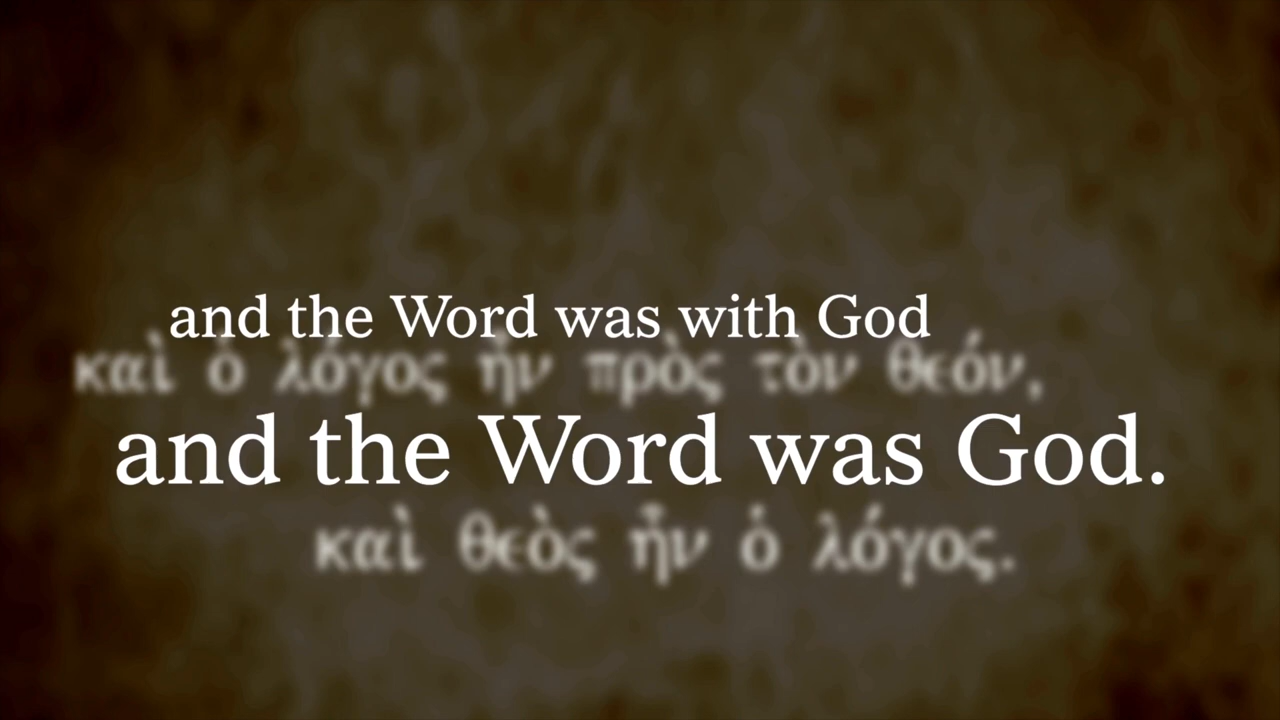 and the Word was with God
καὶ ὁ λόγος ἦν πρὸς τὸν θεόν,
and the Word was God.
καὶ θεὸς ἦν ὁ λόγος.